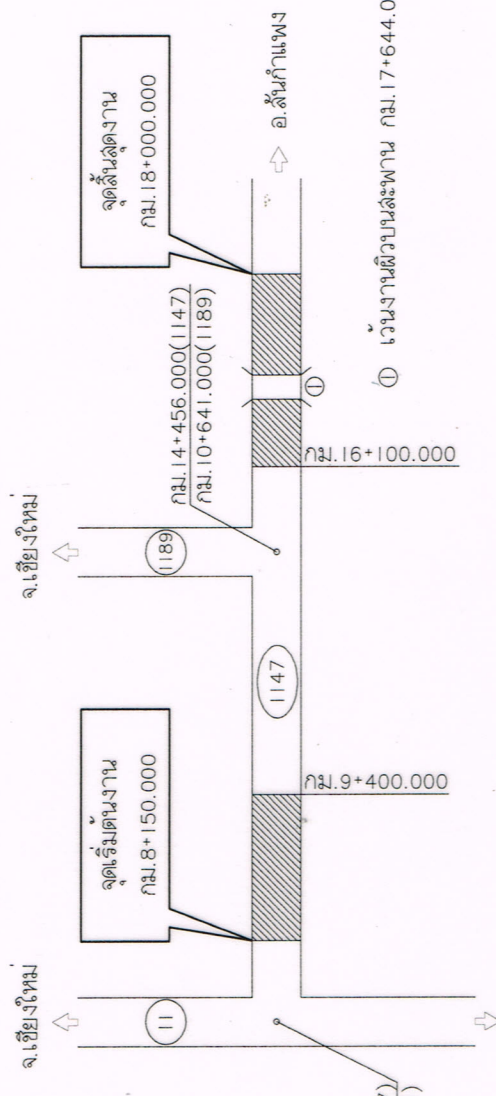 จ.เชียงใหม่
จ.เชียงใหม่
จุดเริ่มต้นงาน
กม.8+150.000
จุดสิ้นสุดงาน
กม.18+000.000
11
1189
กม.14+456.000(1147)
กม.10+641.000(1189)
1147
1
อ.สันกำแพง
กม.9+400.000
กม.16+100.000
1 เว้นงานผิวบนสะพาน กม.17+644.0